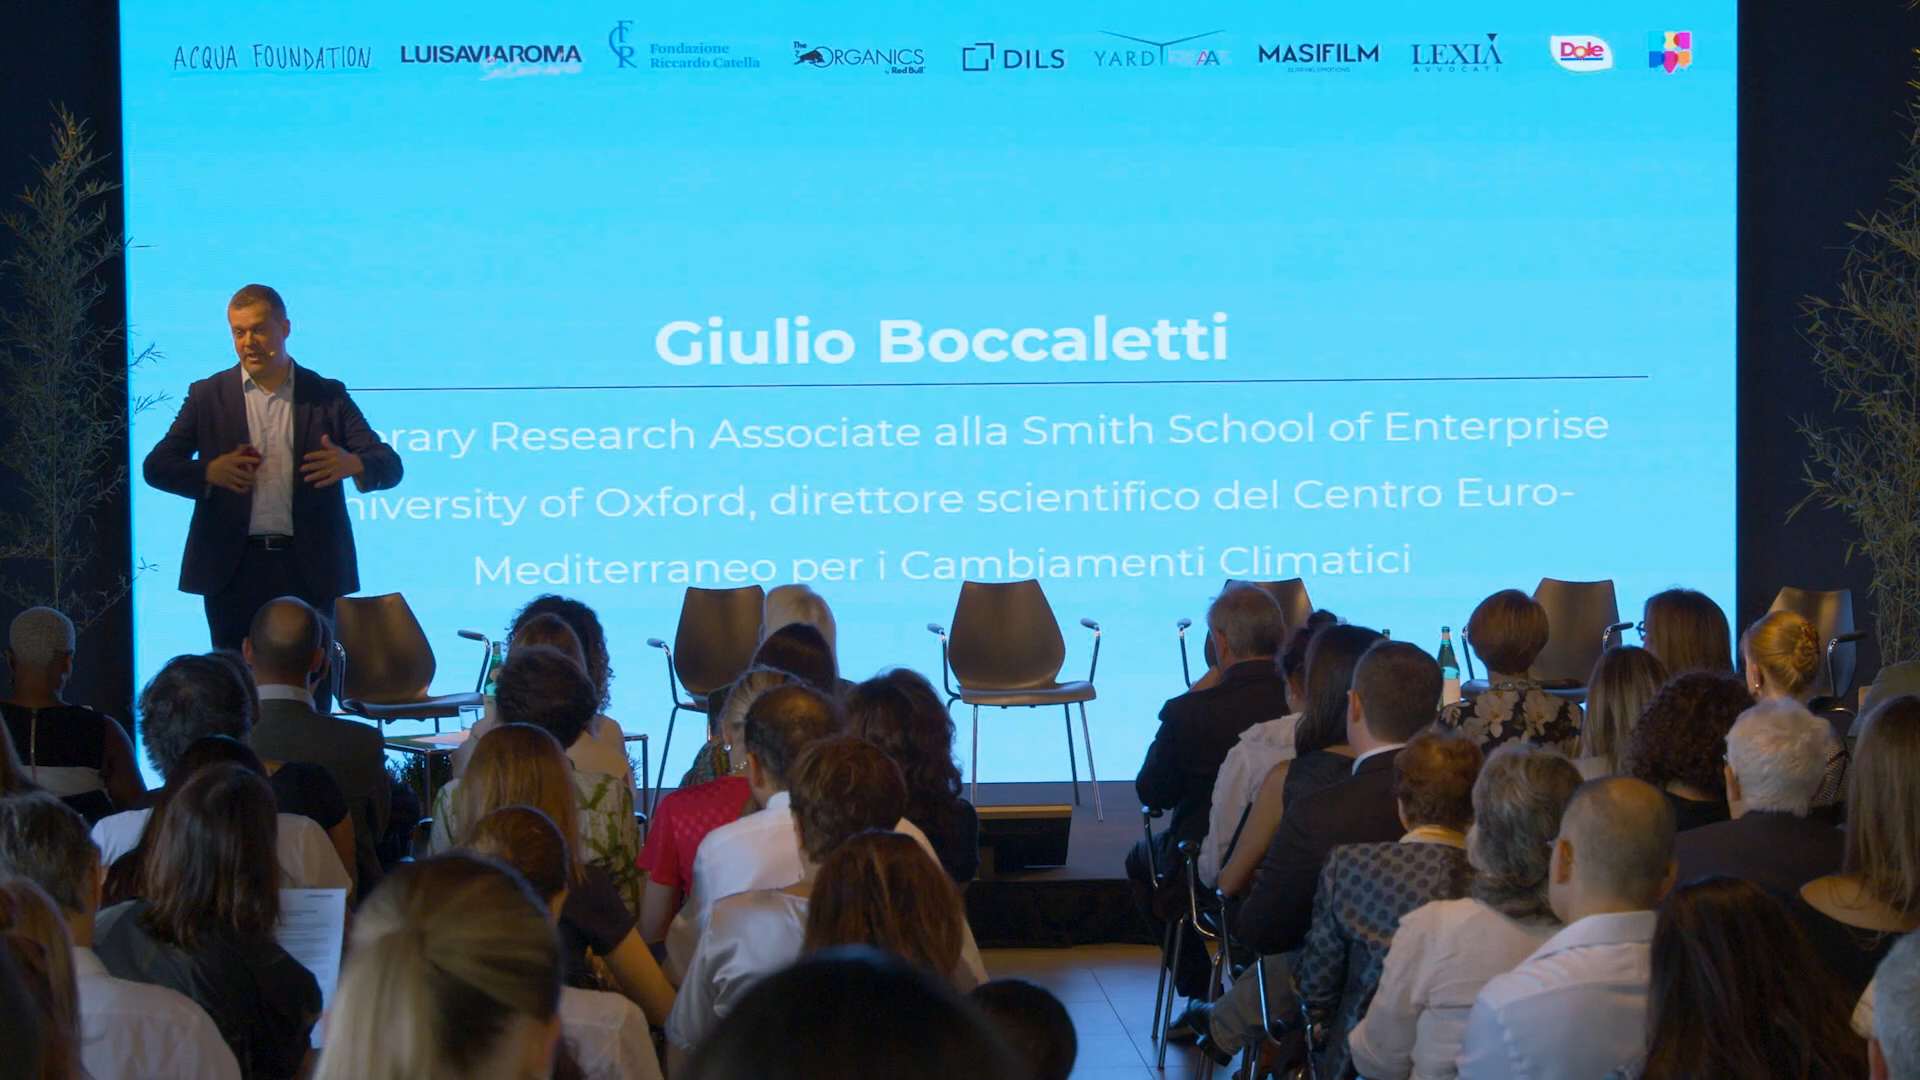 ACQUA FOUNDATION
LUISAVIAROMA
Fondazione
Riccardo Catella
The ORGANICS
by Red Bull
DILS
YARD REAAS
MASIFILM
LEXIA
AVVOCATI
Dole
Giulio Boccaletti
orary Research Associate alla Smith School of Enterprise
niversity of Oxford, direttore scientifico del Centro Euro-
Mediterraneo per i Cambiamenti Climatici